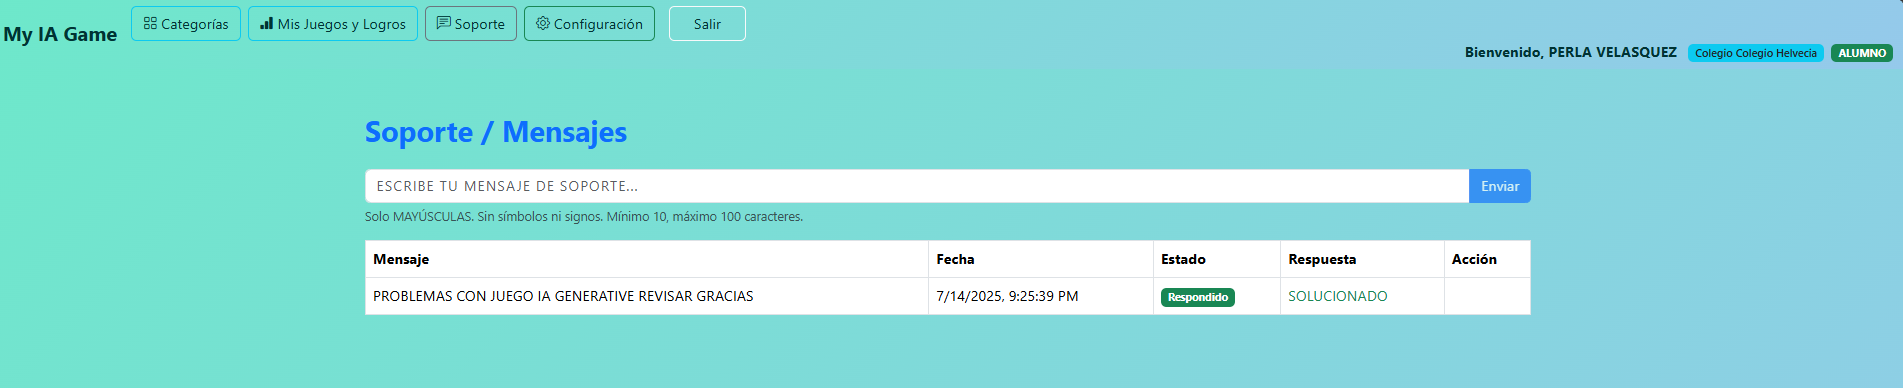 My IA Game
Categorías
Mis Juegos y Logros
Soporte
Configuración
Salir
Bienvenido, PERLA VELASQUEZ Colegio Colegio Helvecia ALUMNO
Soporte / Mensajes
ESCRIBE TU MENSAJE DE SOPORTE... Enviar
Solo MAYÚSCULAS. Sin símbolos ni signos. Mínimo 10, máximo 100 caracteres.
Mensaje Fecha Estado Respuesta Acción
PROBLEMAS CON JUEGO IA GENERATIVE REVISAR GRACIAS 7/14/2025, 9:25:39 PM Respondido SOLUCIONADO